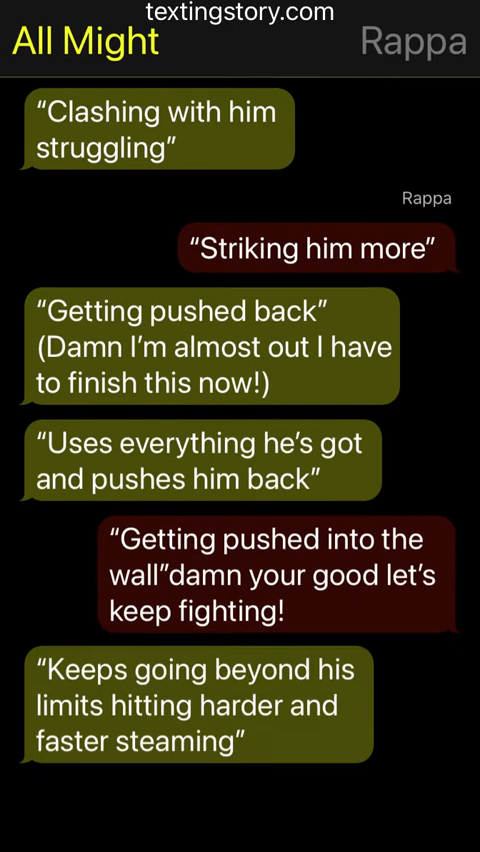 textingstory.com
All Might
Rappa
“Clashing with him
struggling”
Rappa
“Striking him more”
“Getting pushed back”
(Damn I’m almost out I have
to finish this now!)
“Uses everything he’s got
and pushes him back”
“Getting pushed into the
wall”damn your good let’s
keep fighting!
“Keeps going beyond his
limits hitting harder and
faster steaming”